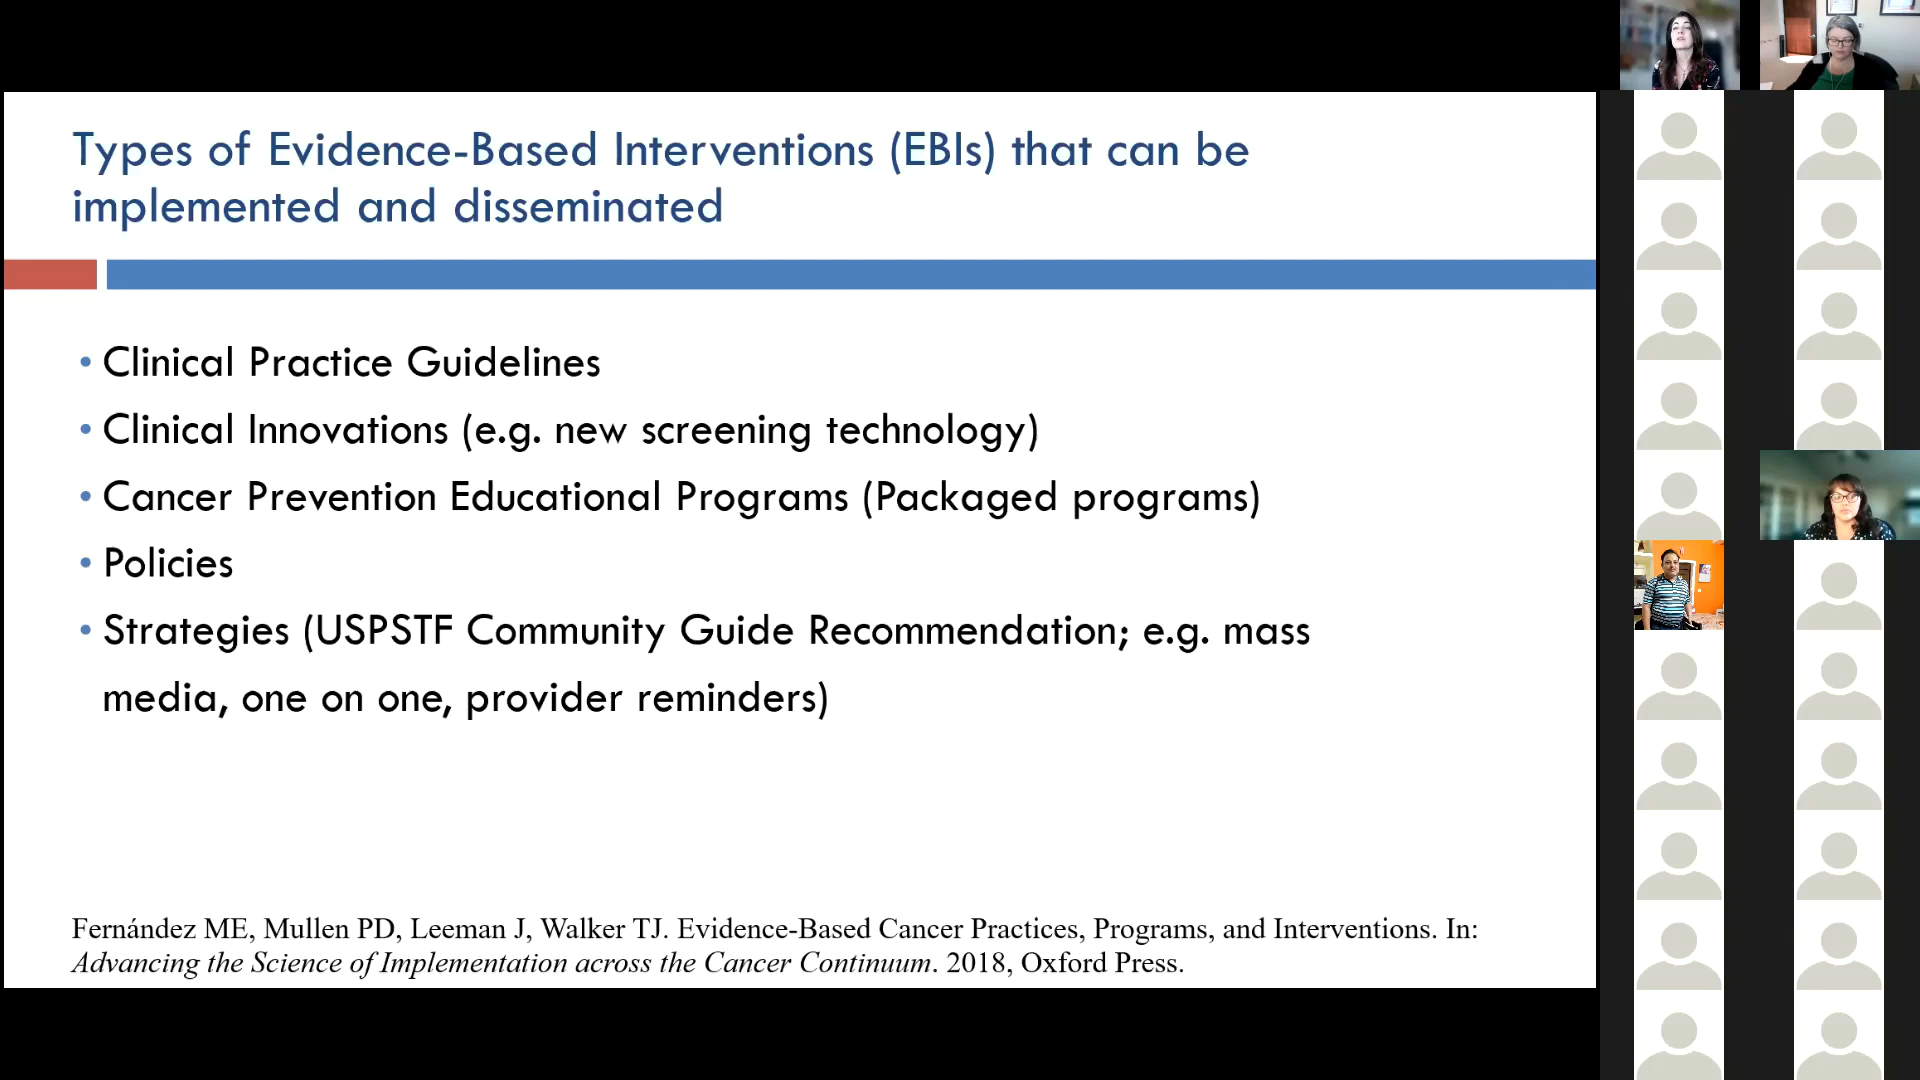 Types of Evidence-Based Interventions (EBIs) that can be
implemented and disseminated
• Clinical Practice Guidelines
• Clinical Innovations (e.g. new screening technology)
• Cancer Prevention Educational Programs (Packaged programs)
• Policies
• Strategies (USPSTF Community Guide Recommendation; e.g. mass
media, one on one, provider reminders)
Fernández ME, Mullen PD, Leeman J, Walker TJ. Evidence-Based Cancer Practices, Programs, and Interventions. In:
Advancing the Science of Implementation across the Cancer Continuum. 2018, Oxford Press.